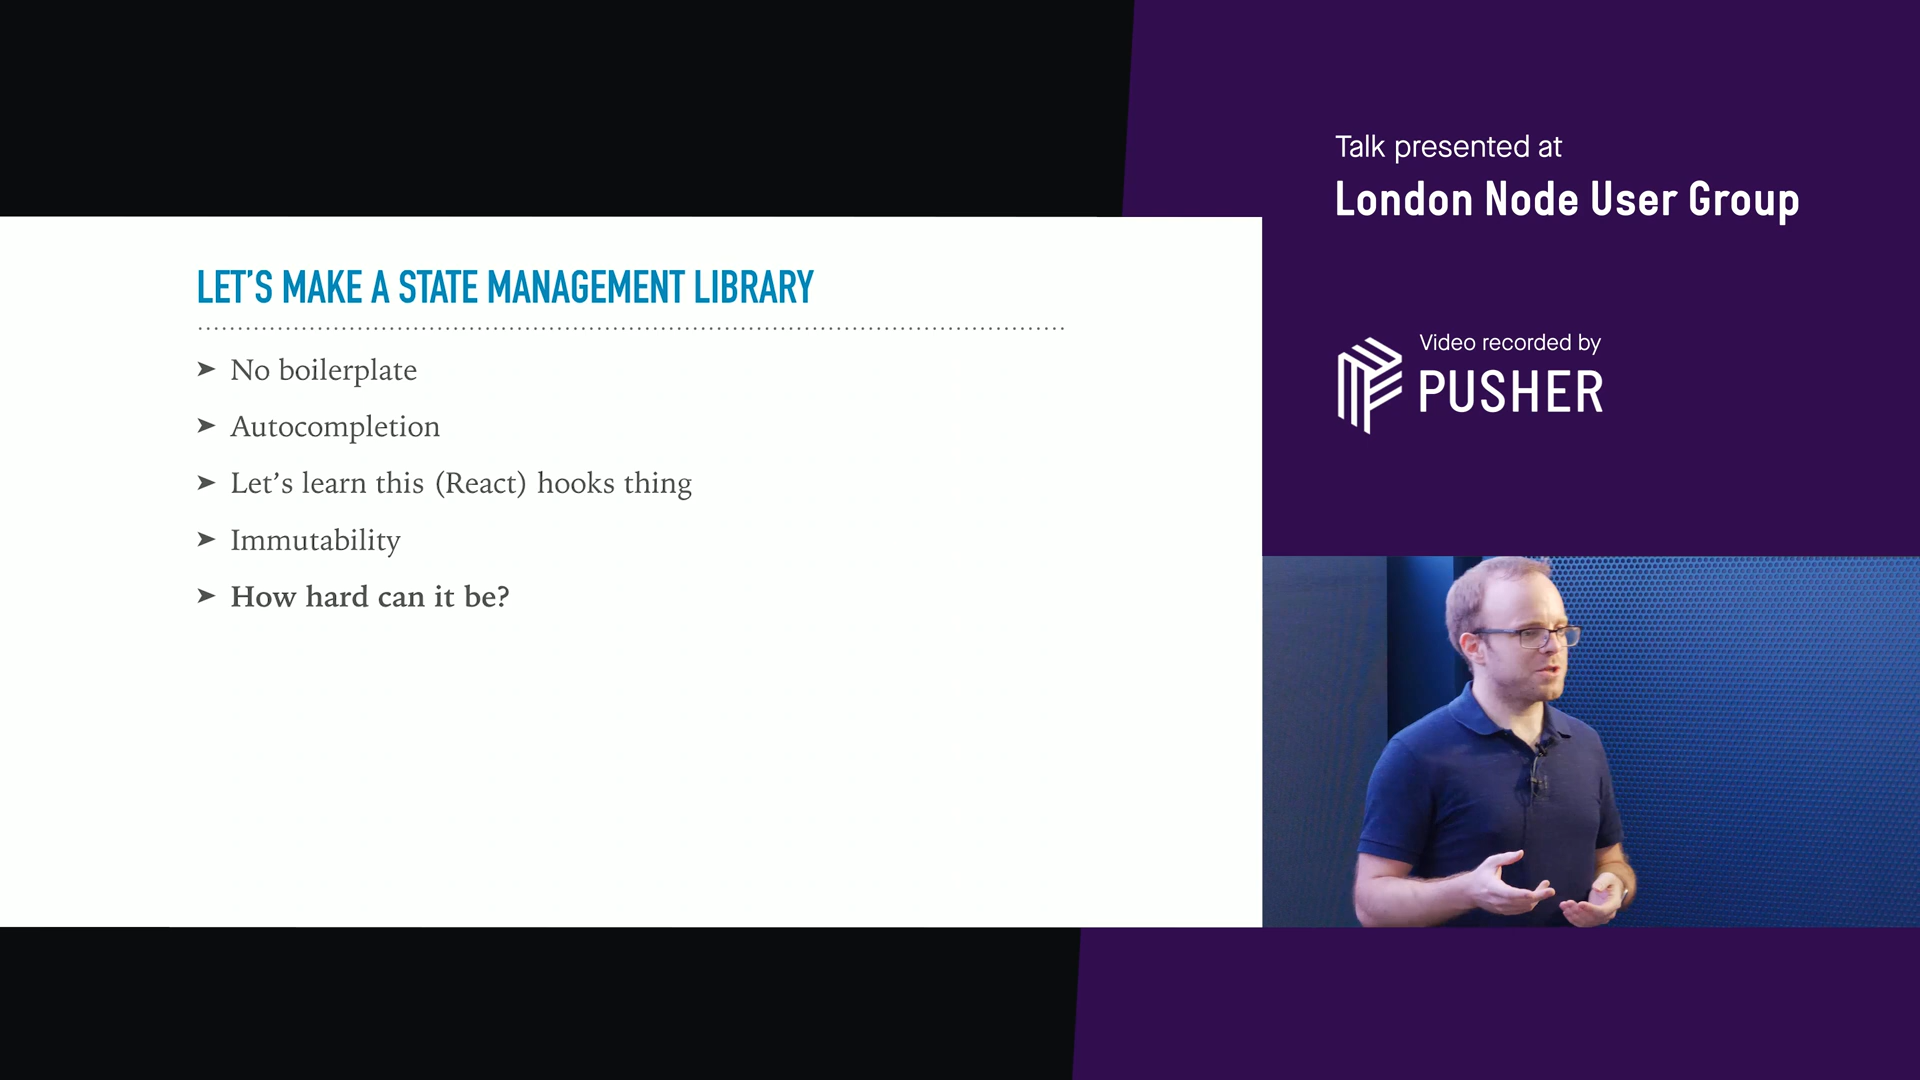 LET’S MAKE A STATE MANAGEMENT LIBRARY
➤ No boilerplate
➤ Autocompletion
➤ Let’s learn this (React) hooks thing
➤ Immutability
➤ How hard can it be?
Talk presented at
London Node User Group
Video recorded by
PUSHER